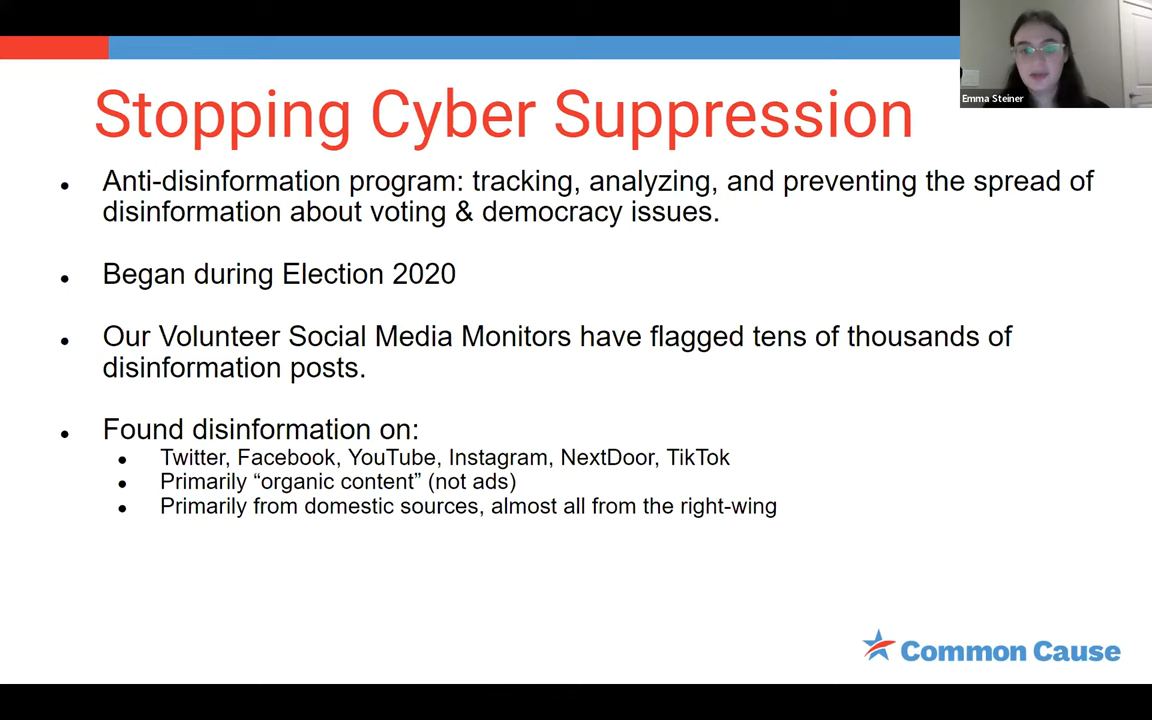 Emma Steiner
Stopping Cyber Suppression
● Anti-disinformation program: tracking, analyzing, and preventing the spread of
disinformation about voting & democracy issues.
● Began during Election 2020
● Our Volunteer Social Media Monitors have flagged tens of thousands of
disinformation posts.
● Found disinformation on:
● Twitter, Facebook, YouTube, Instagram, NextDoor, TikTok
● Primarily “organic content” (not ads)
● Primarily from domestic sources, almost all from the right-wing
Common Cause